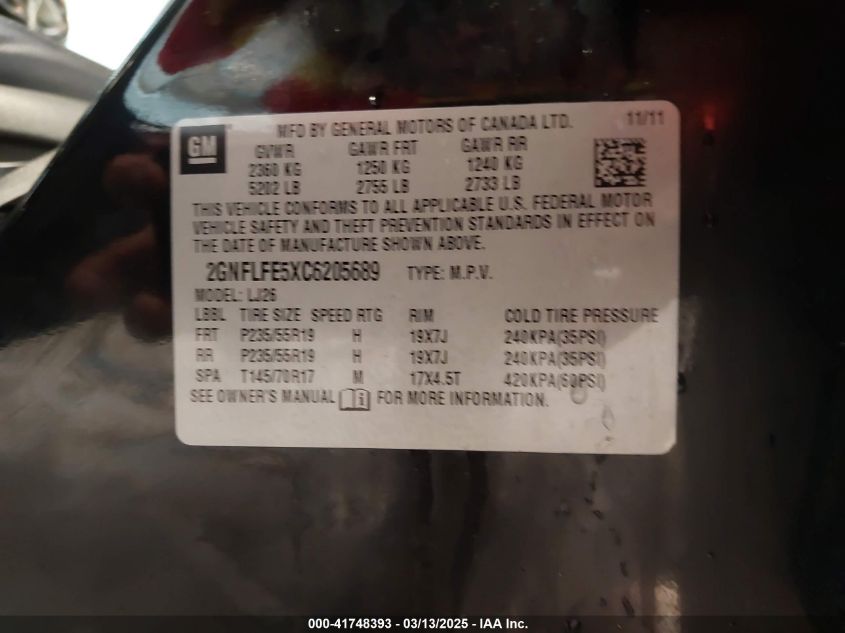 GM MFD BY GENERAL MOTORS OF CANADA LTD. 11/11
GVWR GAWR FRT GAWR RR
2360 KG 1250 KG 1240 KG
5202 LB 2755 LB 2733 LB
THIS VEHICLE CONFORMS TO ALL APPLICABLE U.S. FEDERAL MOTOR
VEHICLE SAFETY AND THEFT PREVENTION STANDARDS IN EFFECT ON
THE DATE OF MANUFACTURE SHOWN ABOVE.
2GNFLFE5XC6205689 TYPE: M.P.V.
MODEL: LJ26
LBBL TIRE SIZE SPEED RTG RIM COLD TIRE PRESSURE
FRT P235/55R19 H 19X7J 240KPA(35PSI)
RR P235/55R19 H 19X7J 240KPA(35PSI)
SPA T145/70R17 M 17X4.5T 420KPA(60PSI)
SEE OWNER'S MANUAL FOR MORE INFORMATION.
000-41748393 - 03/13/2025 - IAA Inc.